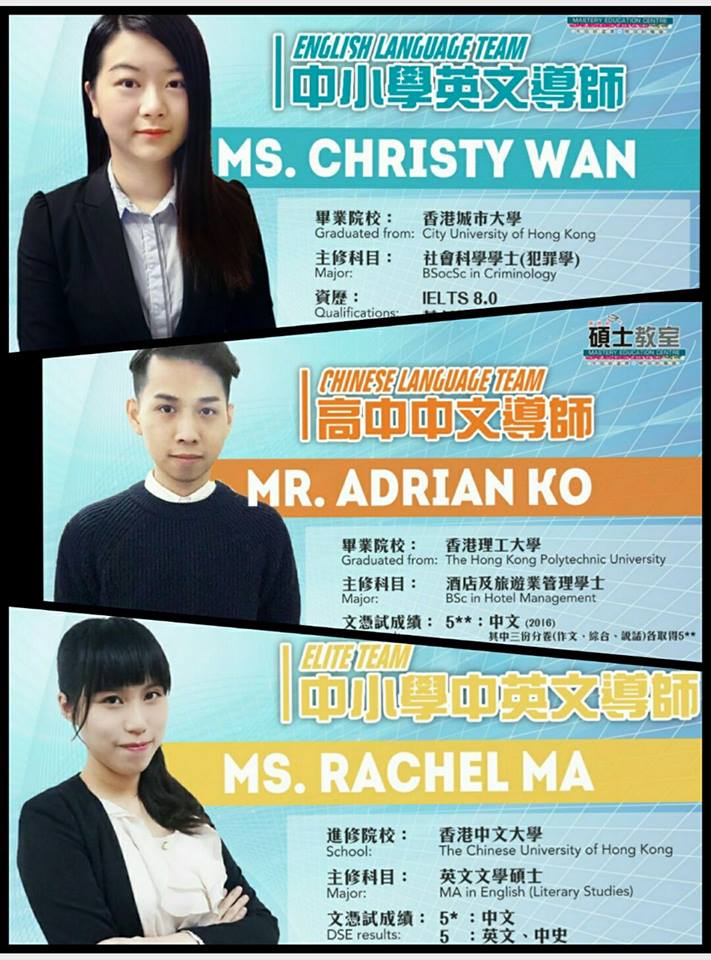 MASTERY EDUCATION CENTRE
ENGLISH LANGUAGE TEAM
中小學英文導師
MS. CHRISTY WAN
畢業院校： 香港城市大學
Graduated from: City University of Hong Kong
主修科目： 社會科學學士(犯罪學)
Major: BSocSc in Criminology
資歷： IELTS 8.0
Qualifications:
碩士教室
MASTERY EDUCATION CENTRE
CHINESE LANGUAGE TEAM
高中中文導師
MR. ADRIAN KO
畢業院校： 香港理工大學
Graduated from: The Hong Kong Polytechnic University
主修科目： 酒店及旅遊業管理學士
Major: BSc in Hotel Management
文憑試成績： 5**：中文 (2016)
其中三份分卷(作文、綜合、說話)各取得5**
ELITE TEAM
中小學中英文導師
MS. RACHEL MA
進修院校： 香港中文大學
School: The Chinese University of Hong Kong
主修科目： 英文文學碩士
Major: MA in English (Literary Studies)
文憑試成績： 5* ：中文
DSE results: 5 ：英文、中史